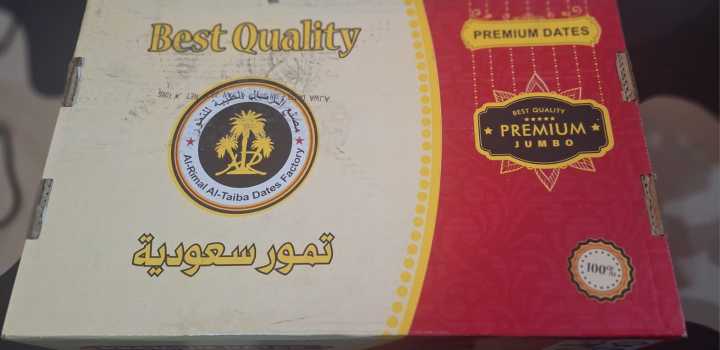 Best Quality
مصنع الرمال الطيبة للتمور
Al-Rimal Al-Taiba Dates Factory
تمور سعودية
PREMIUM DATES
BEST QUALITY
PREMIUM
JUMBO
100%